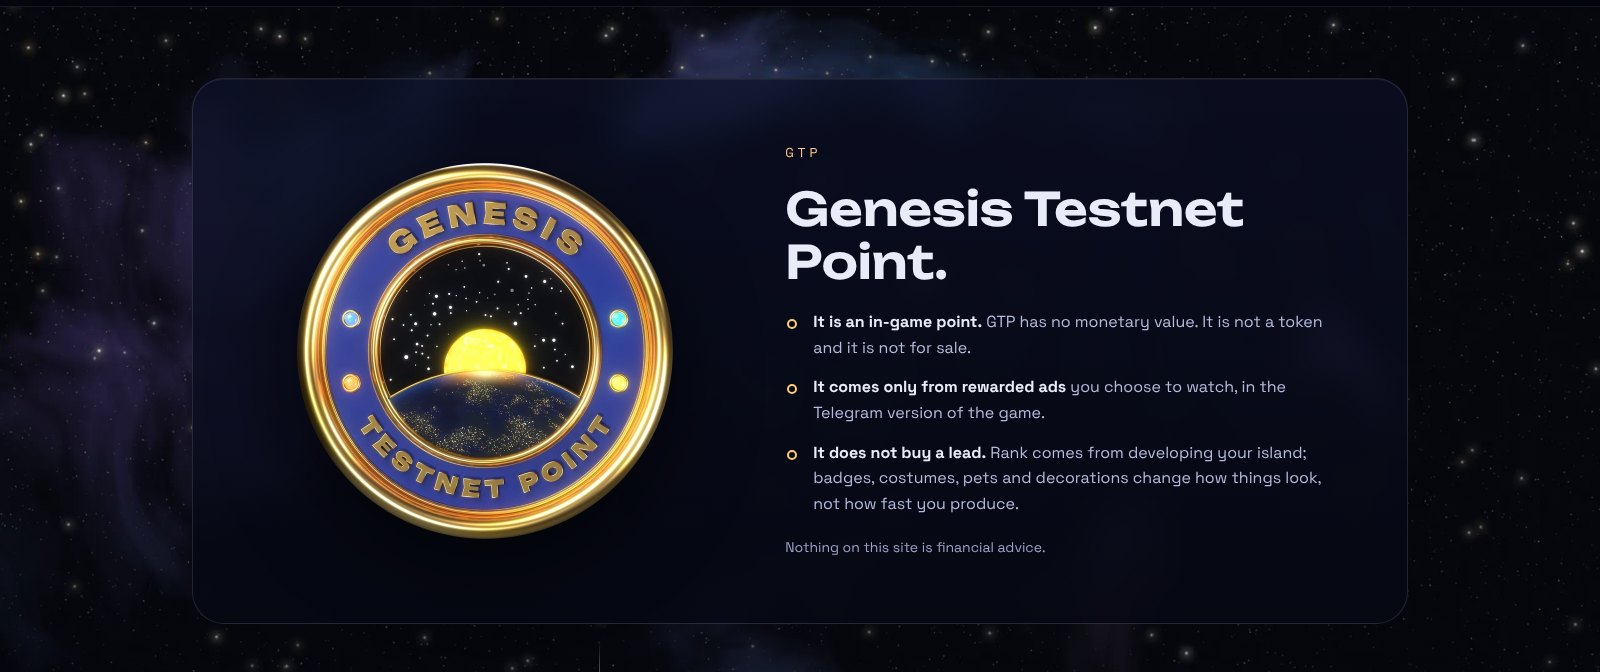 GENESIS
TESTNET POINT
GTP
Genesis Testnet
Point.
It is an in-game point. GTP has no monetary value. It is not a token
and it is not for sale.
It comes only from rewarded ads you choose to watch, in the
Telegram version of the game.
It does not buy a lead. Rank comes from developing your island;
badges, costumes, pets and decorations change how things look,
not how fast you produce.
Nothing on this site is financial advice.